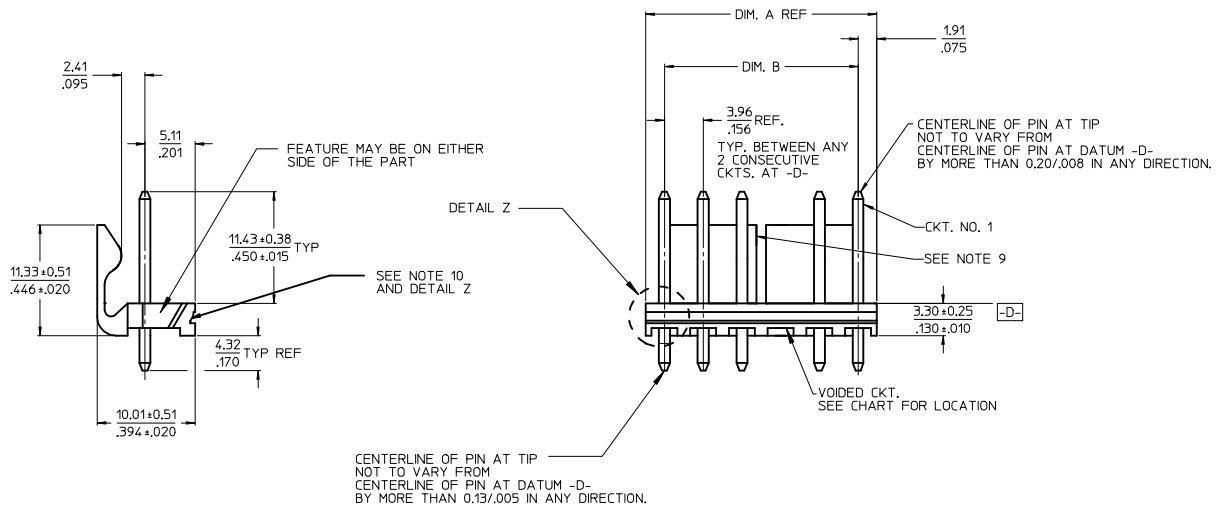 DIM. A REF
1.91
.075
2.41
.095
DIM. B
5.11
.201
3.96
.156
REF.
TYP. BETWEEN ANY
2 CONSECUTIVE
CKTS. AT -D-
FEATURE MAY BE ON EITHER
SIDE OF THE PART
CENTERLINE OF PIN AT TIP
NOT TO VARY FROM
CENTERLINE OF PIN AT DATUM -D-
BY MORE THAN 0.20/.008 IN ANY DIRECTION.
DETAIL Z
CKT. NO. 1
11.43±0.38
.450±.015
TYP
SEE NOTE 9
11.33±0.51
.446±.020
SEE NOTE 10
AND DETAIL Z
3.30±0.25
.130±.010
-D-
4.32
.170
TYP REF
VOIDED CKT.
SEE CHART FOR LOCATION
10.01±0.51
.394±.020
CENTERLINE OF PIN AT TIP
NOT TO VARY FROM
CENTERLINE OF PIN AT DATUM -D-
BY MORE THAN 0.13/.005 IN ANY DIRECTION.